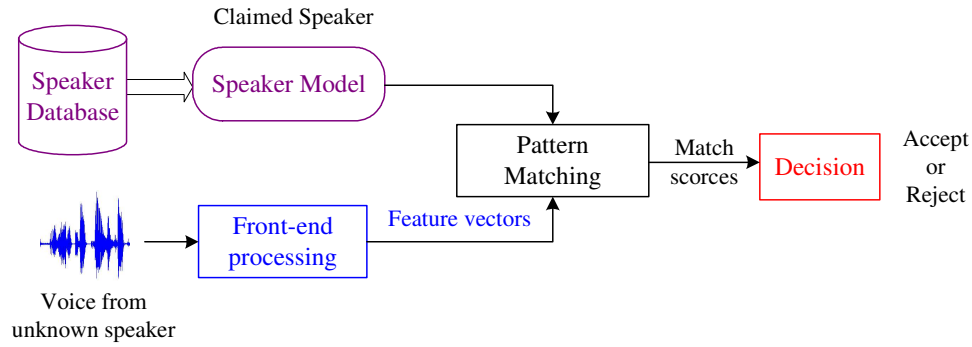 Claimed Speaker
Speaker
Database
Speaker Model
Pattern
Matching
Match
scorces
Decision
Accept
or
Reject
Front-end
processing
Feature vectors
Voice from
unknown speaker